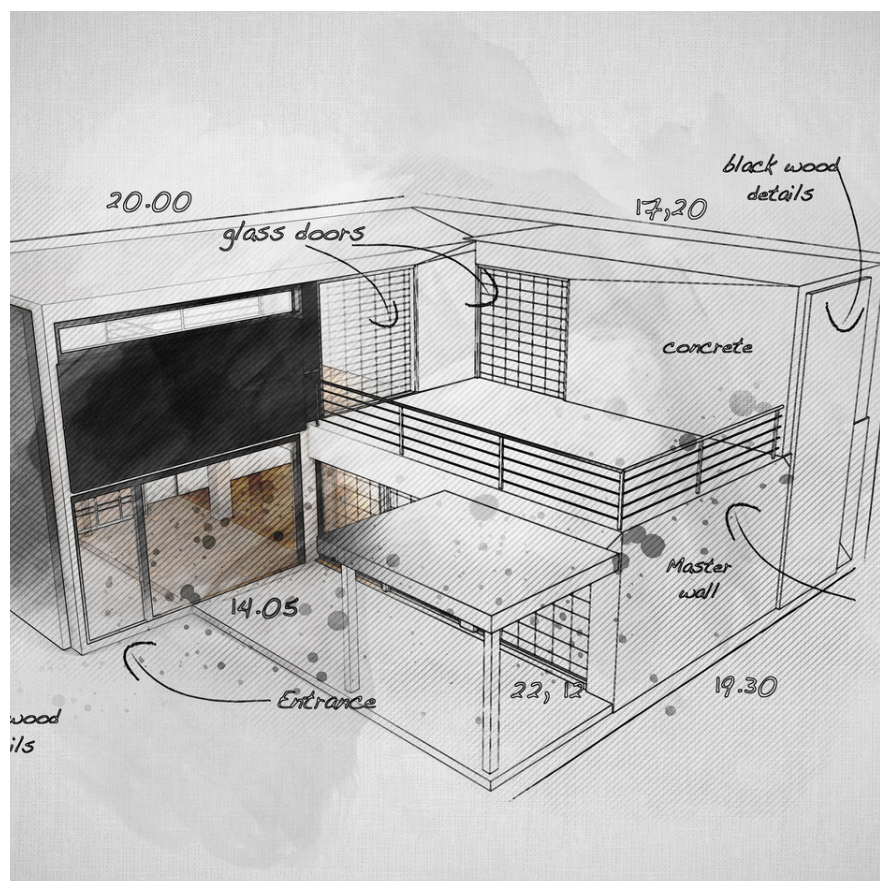 black wood
details
20.00
17,20
glass doors
concrete
Master
wall
14.05
22, 12
19.30
Entrance
wood
ils